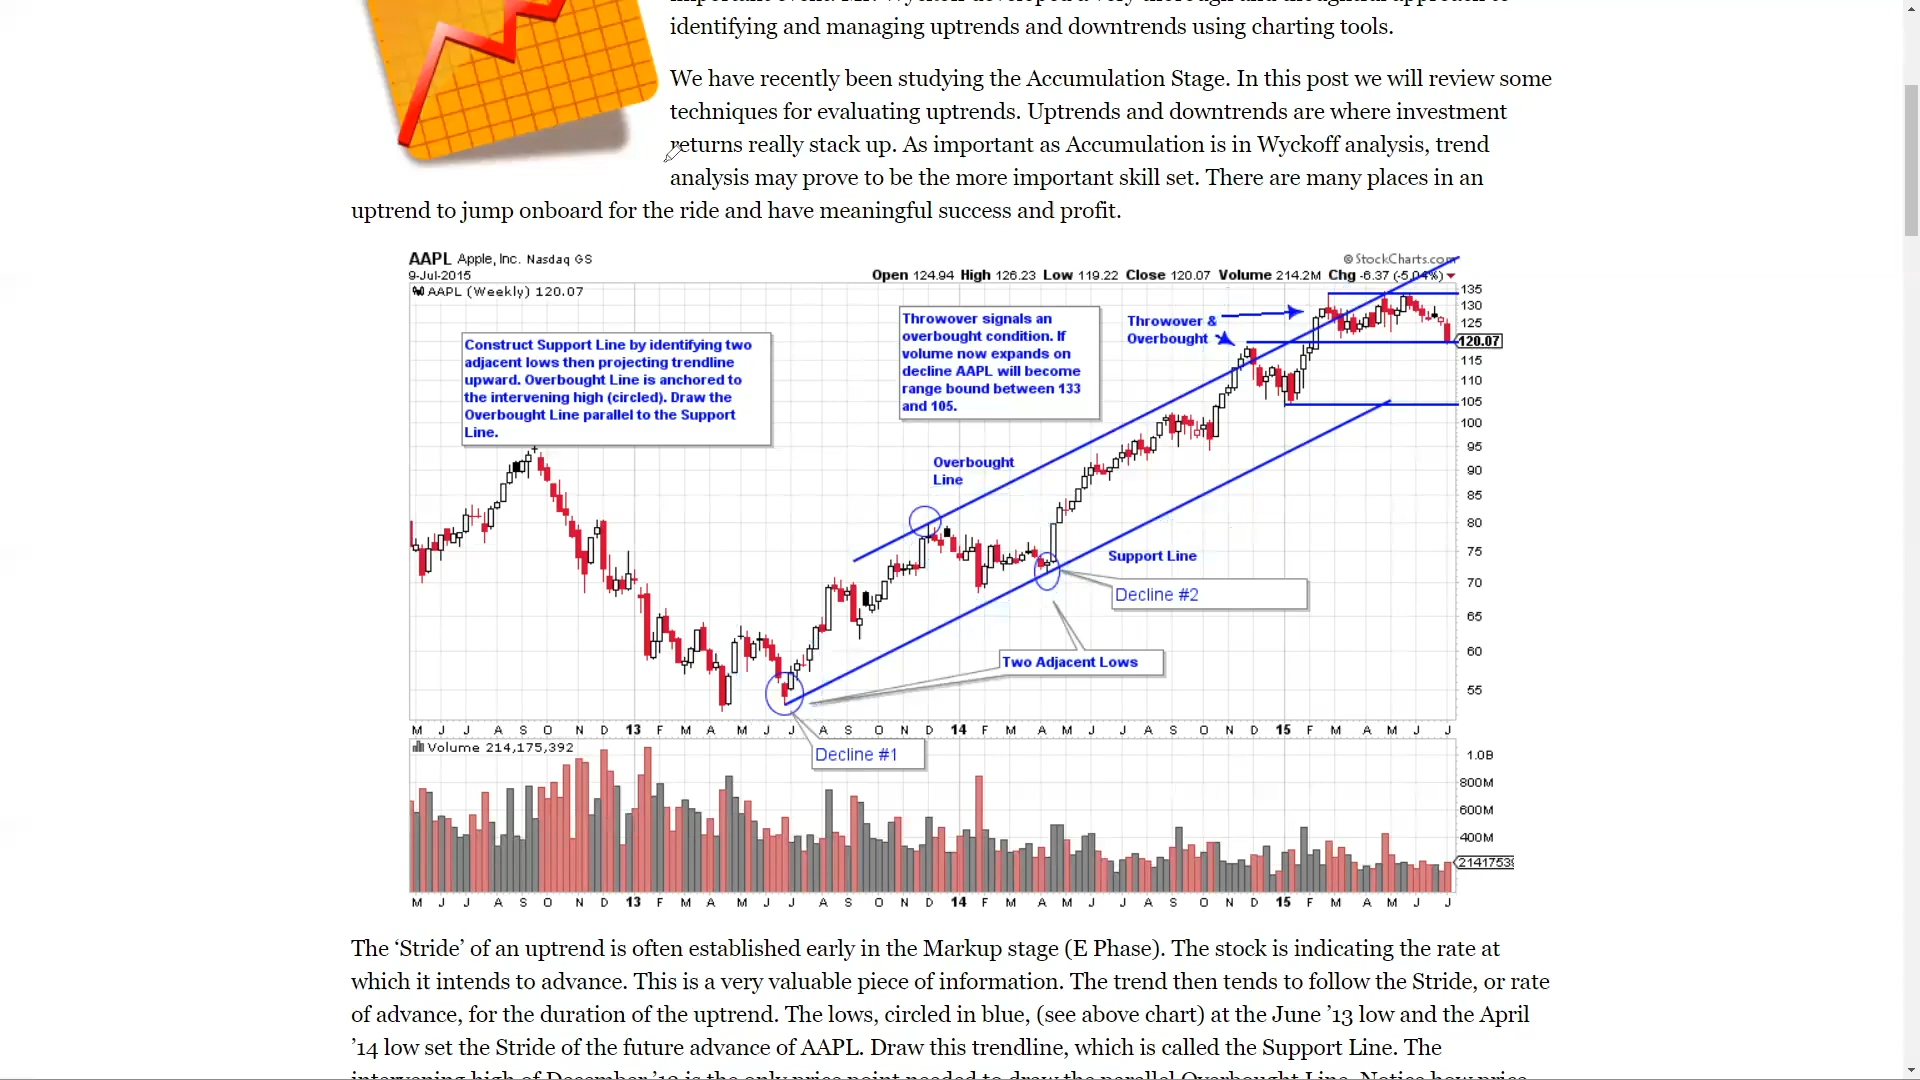 identifying and managing uptrends and downtrends using charting tools.
We have recently been studying the Accumulation Stage. In this post we will review some
techniques for evaluating uptrends. Uptrends and downtrends are where investment
returns really stack up. As important as Accumulation is in Wyckoff analysis, trend
analysis may prove to be the more important skill set. There are many places in an
uptrend to jump onboard for the ride and have meaningful success and profit.
AAPL Apple, Inc. Nasdaq GS
© StockCharts.com
9-Jul-2015
Open 124.94 High 126.23 Low 119.22 Close 120.07 Volume 214.2M Chg -6.37 (-5.04%)
AAPL (Weekly) 120.07
Construct Support Line by identifying two
adjacent lows then projecting trendline
upward. Overbought Line is anchored to
the intervening high (circled). Draw the
Overbought Line parallel to the Support
Line.
Throwover signals an
overbought condition. If
volume now expands on
decline AAPL will become
range bound between 133
and 105.
Throwover &
Overbought
Overbought
Line
Support Line
Decline #2
Two Adjacent Lows
Decline #1
135
130
125
120.07
115
110
105
100
95
90
85
80
75
70
65
60
55
M J J A S O N D 13 F M A M J J A S O N D 14 F M A M J J A S O N D 15 F M A M J J
Volume 214,175,392
1.0B
800M
600M
400M
2141753
M J J A S O N D 13 F M A M J J A S O N D 14 F M A M J J A S O N D 15 F M A M J J
The ‘Stride’ of an uptrend is often established early in the Markup stage (E Phase). The stock is indicating the rate at
which it intends to advance. This is a very valuable piece of information. The trend then tends to follow the Stride, or rate
of advance, for the duration of the uptrend. The lows, circled in blue, (see above chart) at the June ’13 low and the April
’14 low set the Stride of the future advance of AAPL. Draw this trendline, which is called the Support Line. The